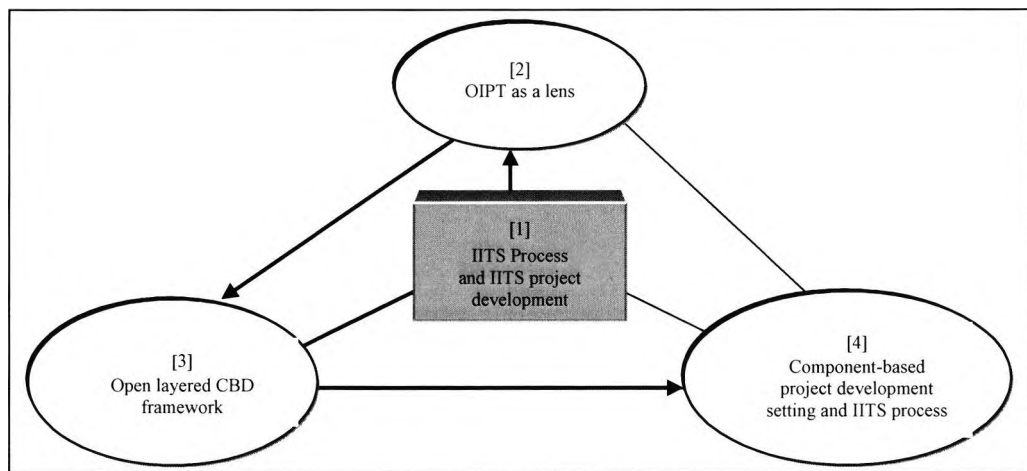 [2]
OIPT as a lens
[1]
IITS Process
and IITS project
development
[3]
Open layered CBD
framework
[4]
Component-based
project development
setting and IITS process